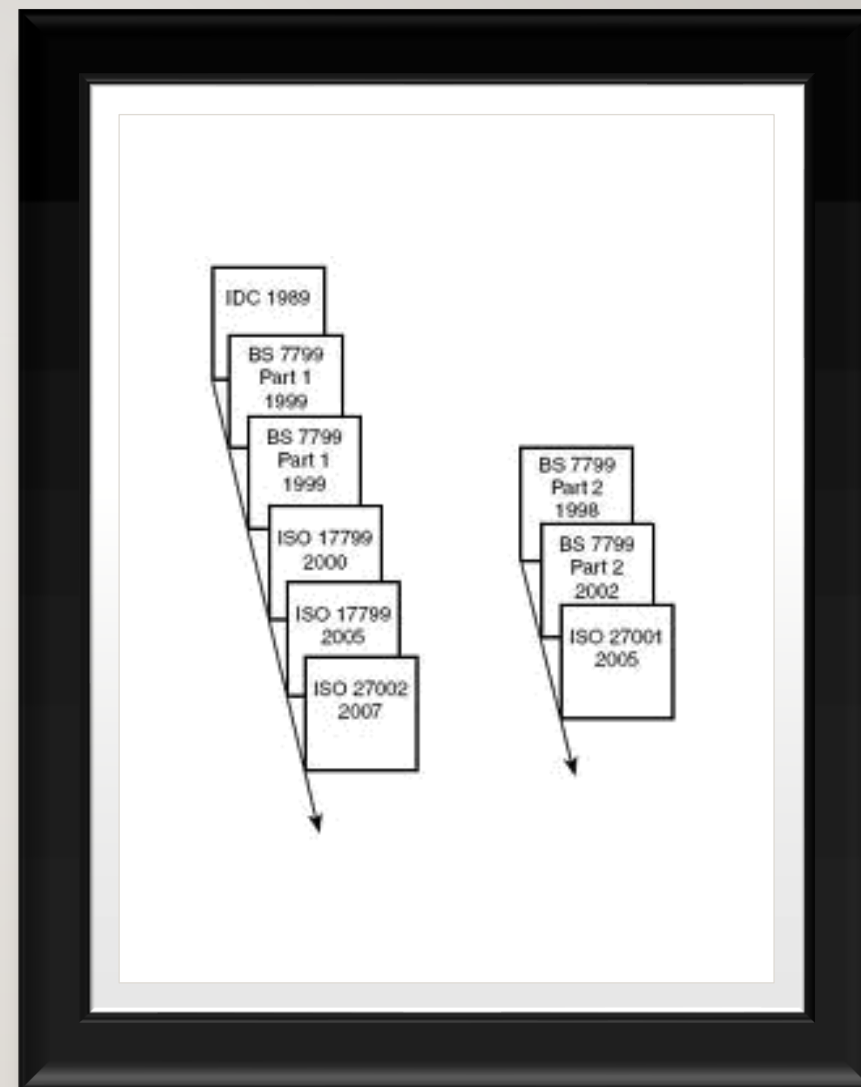 IDC 1989
BS 7799
Part 1
1999
BS 7799
Part 1
1999
ISO 17799
2000
ISO 17799
2005
ISO 27002
2007
BS 7799
Part 2
1998
BS 7799
Part 2
2002
ISO 27001
2005